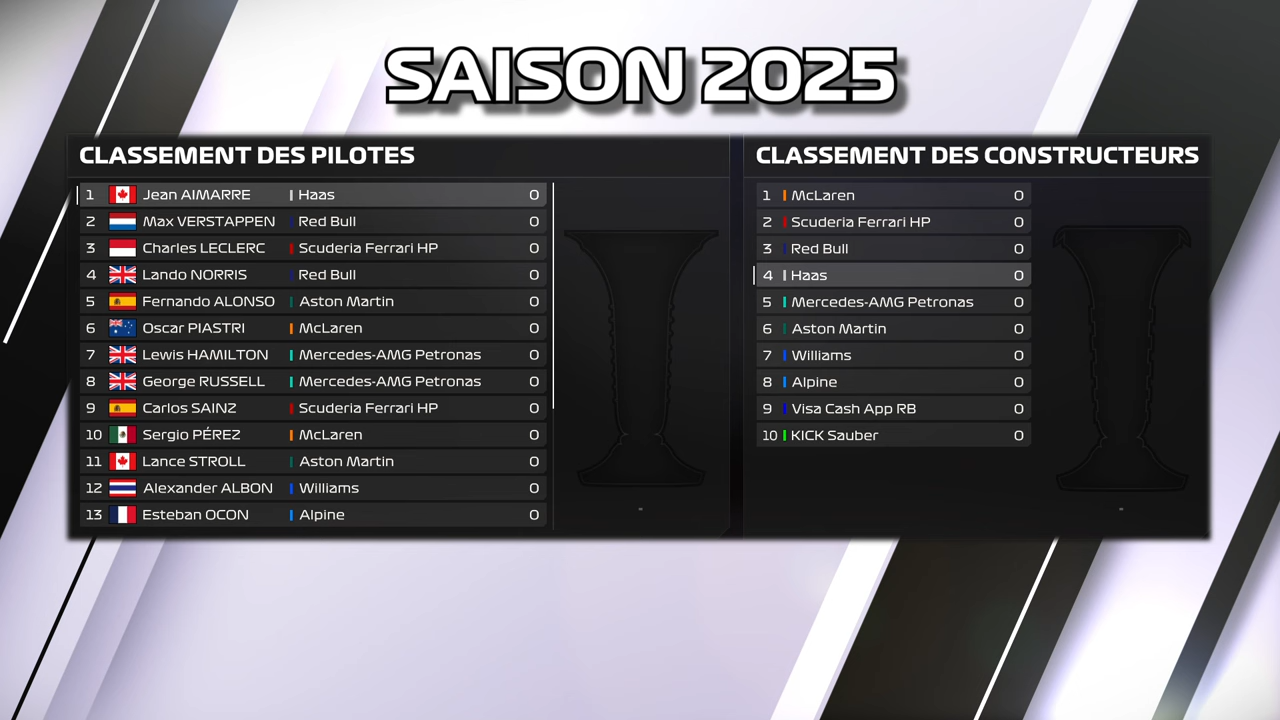 SAISON 2025
CLASSEMENT DES PILOTES
1 Jean AIMARRE Haas 0
2 Max VERSTAPPEN Red Bull 0
3 Charles LECLERC Scuderia Ferrari HP 0
4 Lando NORRIS Red Bull 0
5 Fernando ALONSO Aston Martin 0
6 Oscar PIASTRI McLaren 0
7 Lewis HAMILTON Mercedes-AMG Petronas 0
8 George RUSSELL Mercedes-AMG Petronas 0
9 Carlos SAINZ Scuderia Ferrari HP 0
10 Sergio PÉREZ McLaren 0
11 Lance STROLL Aston Martin 0
12 Alexander ALBON Williams 0
13 Esteban OCON Alpine 0
CLASSEMENT DES CONSTRUCTEURS
1 McLaren 0
2 Scuderia Ferrari HP 0
3 Red Bull 0
4 Haas 0
5 Mercedes-AMG Petronas 0
6 Aston Martin 0
7 Williams 0
8 Alpine 0
9 Visa Cash App RB 0
10 KICK Sauber 0